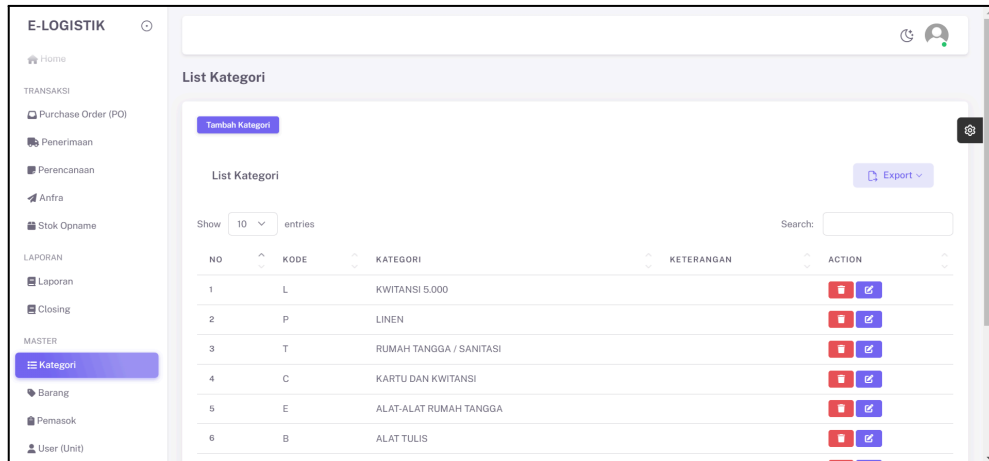 E-LOGISTIK
Home
TRANSAKSI
Purchase Order (PO)
Penerimaan
Perencanaan
Anfra
Stok Opname
LAPORAN
Laporan
Closing
MASTER
Kategori
Barang
Pemasok
User (Unit)
List Kategori
Tambah Kategori
List Kategori
Export
Show 10 entries
Search:
NO KODE KATEGORI KETERANGAN ACTION
1 L KWITANSI 5.000
2 P LINEN
3 T RUMAH TANGGA / SANITASI
4 C KARTU DAN KWITANSI
5 E ALAT-ALAT RUMAH TANGGA
6 B ALAT TULIS